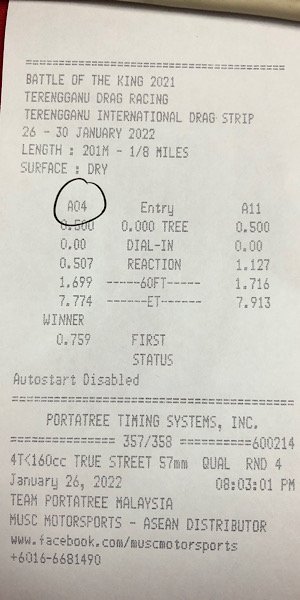 BATTLE OF THE KING 2021
TERENGGANU DRAG RACING
TERENGGANU INTERNATIONAL DRAG STRIP
26 - 30 JANUARY 2022
LENGTH : 201M - 1/8 MILES
SURFACE : DRY
A04 Entry A11
0.500 0.000 TREE 0.500
0.00 DIAL-IN 0.00
0.507 REACTION 1.127
1.699 -----60FT----- 1.716
7.774 ------ET------- 7.913
WINNER
0.759 FIRST
STATUS
Autostart Disabled
PORTATREE TIMING SYSTEMS, INC.
=============== 357/358 ==========600214
4T<160cc TRUE STREET 57mm QUAL RND 4
January 26, 2022 08:03:01 PM
TEAM PORTATREE MALAYSIA
MUSC MOTORSPORTS - ASEAN DISTRIBUTOR
www.facebook.com/muscmotorsports
+6016-6681490